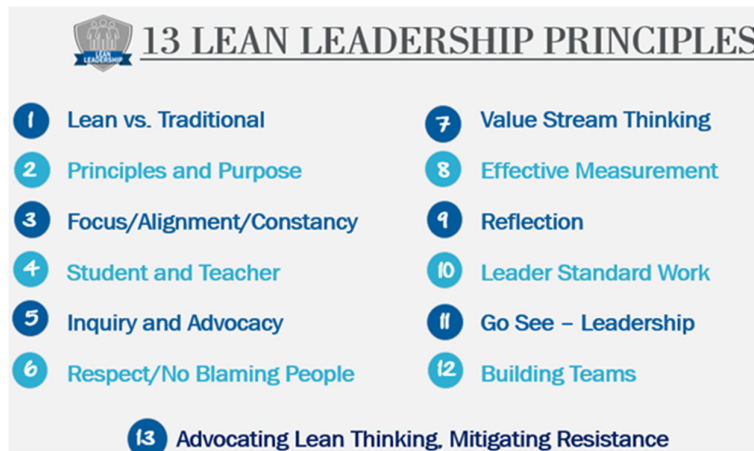 LEAN
LEADERSHIP
13 LEAN LEADERSHIP PRINCIPLES
1 Lean vs. Traditional
2 Principles and Purpose
3 Focus/Alignment/Constancy
4 Student and Teacher
5 Inquiry and Advocacy
6 Respect/No Blaming People
7 Value Stream Thinking
8 Effective Measurement
9 Reflection
10 Leader Standard Work
11 Go See – Leadership
12 Building Teams
13 Advocating Lean Thinking, Mitigating Resistance